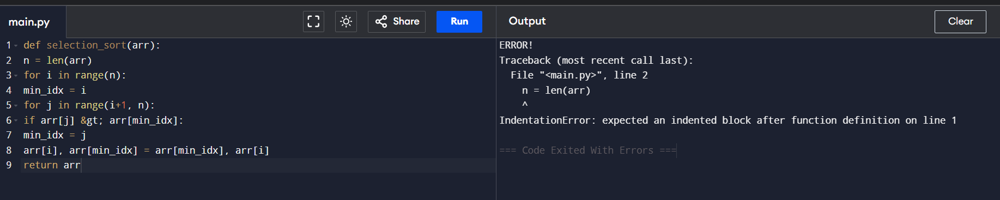 main.py
Share
Run
Output
Clear
1 def selection_sort(arr):
2 n = len(arr)
3 for i in range(n):
4 min_idx = i
5 for j in range(i+1, n):
6 if arr[j] &gt; arr[min_idx]:
7 min_idx = j
8 arr[i], arr[min_idx] = arr[min_idx], arr[i]
9 return arr
ERROR!
Traceback (most recent call last):
  File "<main.py>", line 2
    n = len(arr)
    ^
IndentationError: expected an indented block after function definition on line 1
=== Code Exited With Errors ===